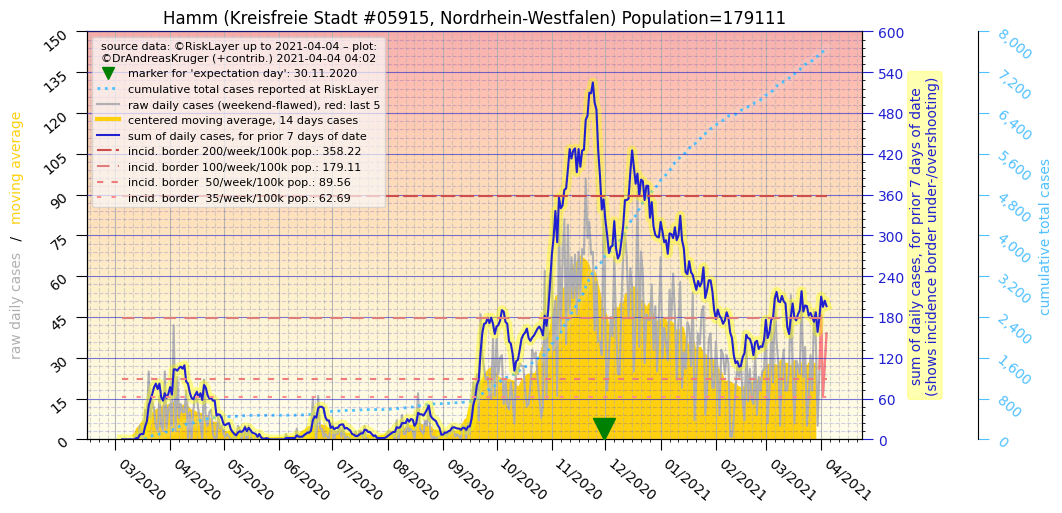 Hamm (Kreisfreie Stadt #05915, Nordrhein-Westfalen) Population=179111
source data: ©RiskLayer up to 2021-04-04 – plot:
©DrAndreasKruger (+contrib.) 2021-04-04 04:02
marker for 'expectation day': 30.11.2020
cumulative total cases reported at RiskLayer
raw daily cases (weekend-flawed), red: last 5
centered moving average, 14 days cases
sum of daily cases, for prior 7 days of date
incid. border 200/week/100k pop.: 358.22
incid. border 100/week/100k pop.: 179.11
incid. border  50/week/100k pop.: 89.56
incid. border  35/week/100k pop.: 62.69
raw daily cases / moving average
150
135
120
105
90
75
60
45
30
15
0
03/2020
04/2020
05/2020
06/2020
07/2020
08/2020
09/2020
10/2020
11/2020
12/2020
01/2021
02/2021
03/2021
04/2021
600
540
480
420
360
300
240
180
120
60
0
sum of daily cases, for prior 7 days of date
(shows incidence border under-/overshooting)
8,000
7,200
6,400
5,600
4,800
4,000
3,200
2,400
1,600
800
0
cumulative total cases